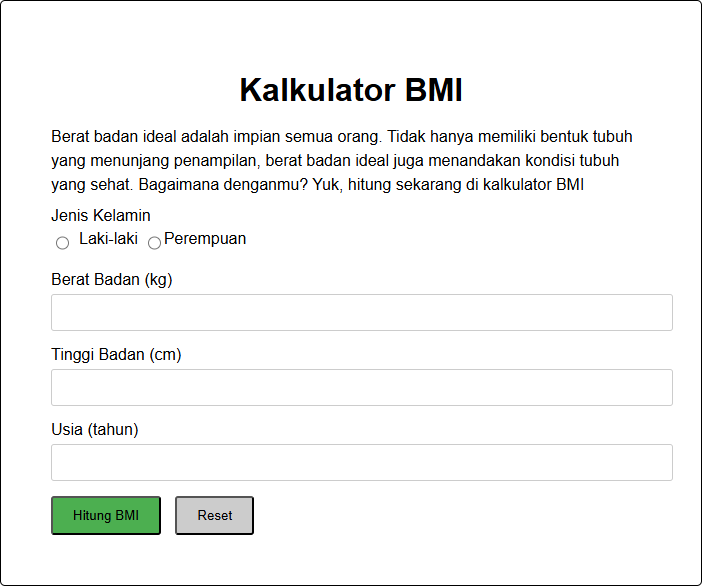 Kalkulator BMI
Berat badan ideal adalah impian semua orang. Tidak hanya memiliki bentuk tubuh
yang menunjang penampilan, berat badan ideal juga menandakan kondisi tubuh
yang sehat. Bagaimana denganmu? Yuk, hitung sekarang di kalkulator BMI
Jenis Kelamin
Laki-laki Perempuan
Berat Badan (kg)
Tinggi Badan (cm)
Usia (tahun)
Hitung BMI Reset